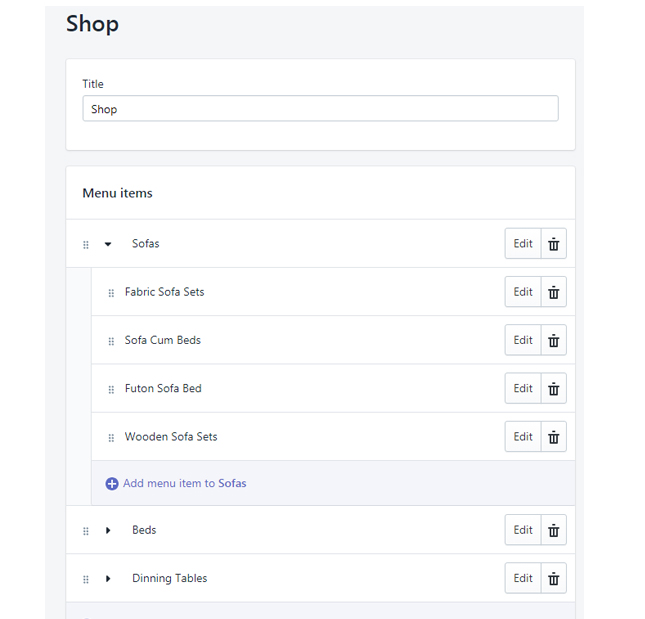 Shop
Title
Shop
Menu items
Sofas Edit
Fabric Sofa Sets Edit
Sofa Cum Beds Edit
Futon Sofa Bed Edit
Wooden Sofa Sets Edit
Add menu item to Sofas
Beds Edit
Dinning Tables Edit